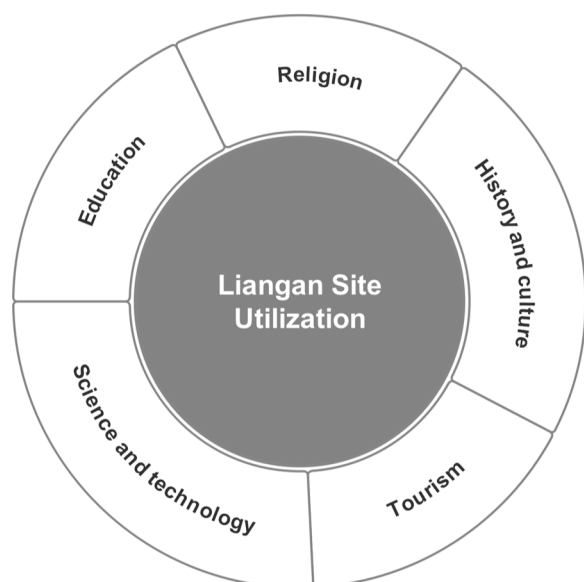 Religion
History and culture
Tourism
Science and technology
Education
Liangan Site
Utilization